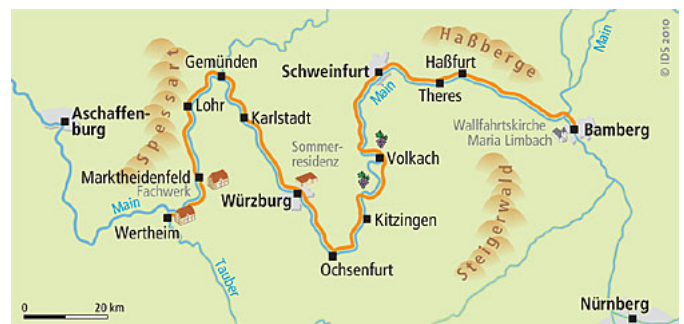 Main
© IDS 2010
Haßberge
Gemünden
Schweinfurt
Haßfurt
Main
Theres
Spessart
Lohr
Aschaffen-
burg
Karlstadt
Wallfahrtskirche
Maria Limbach
Bamberg
Sommer-
residenz
Volkach
Marktheidenfeld
Fachwerk
Würzburg
Main
Wertheim
Kitzingen
Steigerwald
Ochsenfurt
Tauber
Nürnberg
0 20 km